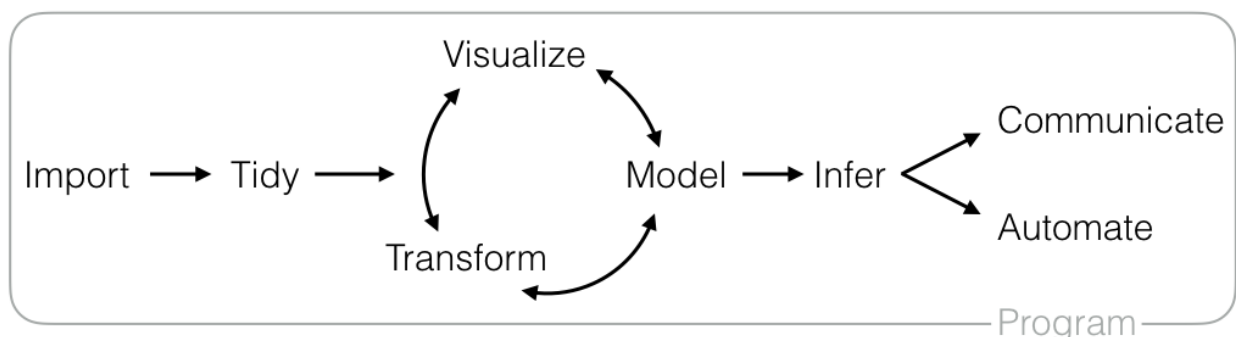 Visualize
Communicate
Import
Tidy
Model
Infer
Automate
Transform
Program